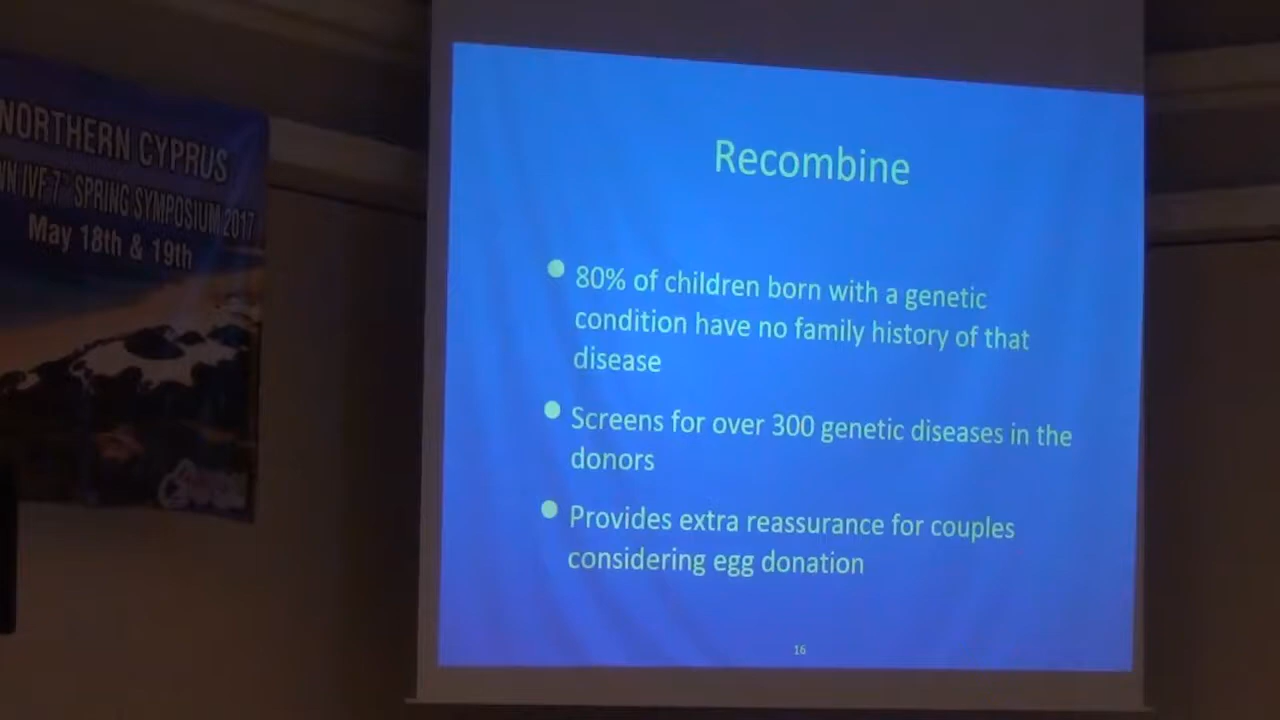 NORTHERN CYPRUS
IVF 7 SPRING SYMPOSIUM 2017
May 18th & 19th
Recombine
80% of children born with a genetic
condition have no family history of that
disease
Screens for over 300 genetic diseases in the
donors
Provides extra reassurance for couples
considering egg donation
16